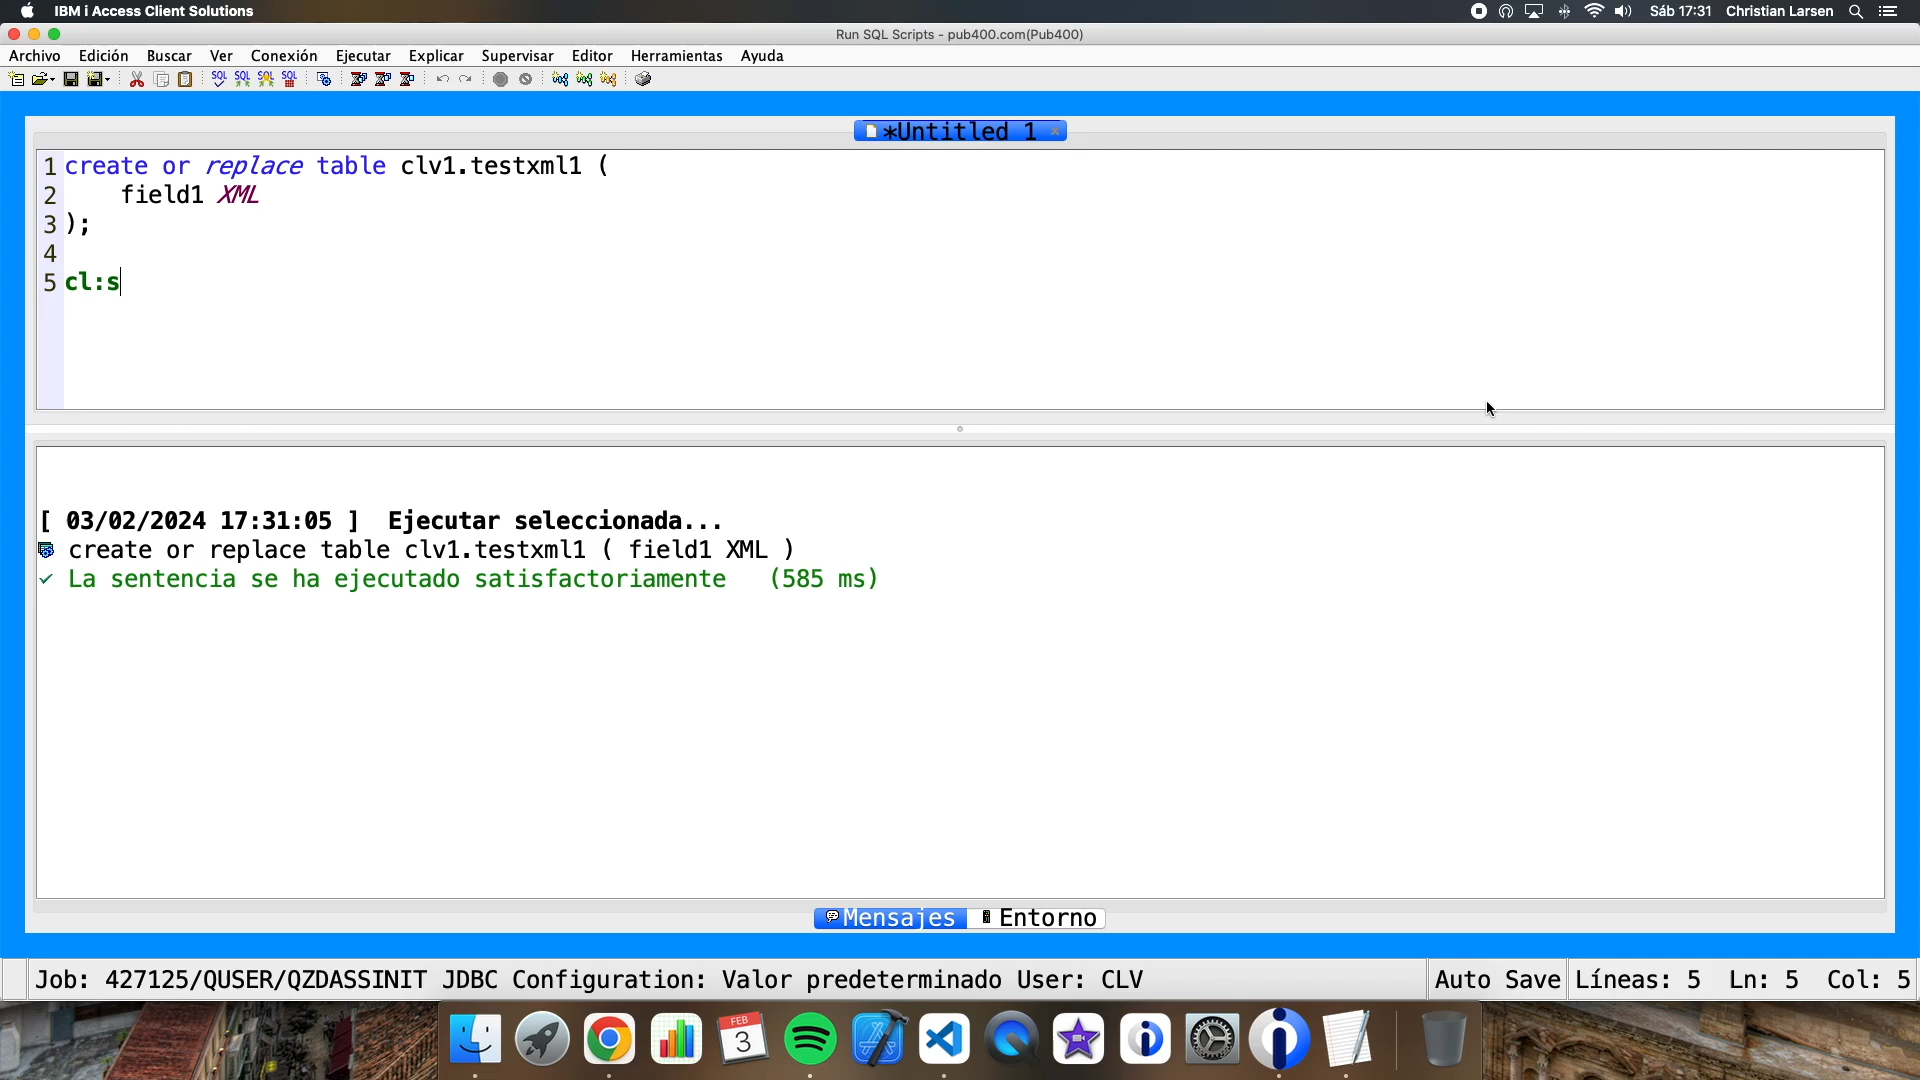 IBM i Access Client Solutions
Sáb 17:31 Christian Larsen
Run SQL Scripts - pub400.com(Pub400)
Archivo Edición Buscar Ver Conexión Ejecutar Explicar Supervisar Editor Herramientas Ayuda
SQL SQL SQL SQL
*Untitled 1
1 create or replace table clv1.testxml1 (
2 field1 XML
3 );
4
5 cl:s
[ 03/02/2024 17:31:05 ] Ejecutar seleccionada...
create or replace table clv1.testxml1 ( field1 XML )
La sentencia se ha ejecutado satisfactoriamente (585 ms)
Mensajes Entorno
Job: 427125/QUSER/QZDASSINIT JDBC Configuration: Valor predeterminado User: CLV Auto Save Líneas: 5 Ln: 5 Col: 5
FEB
3